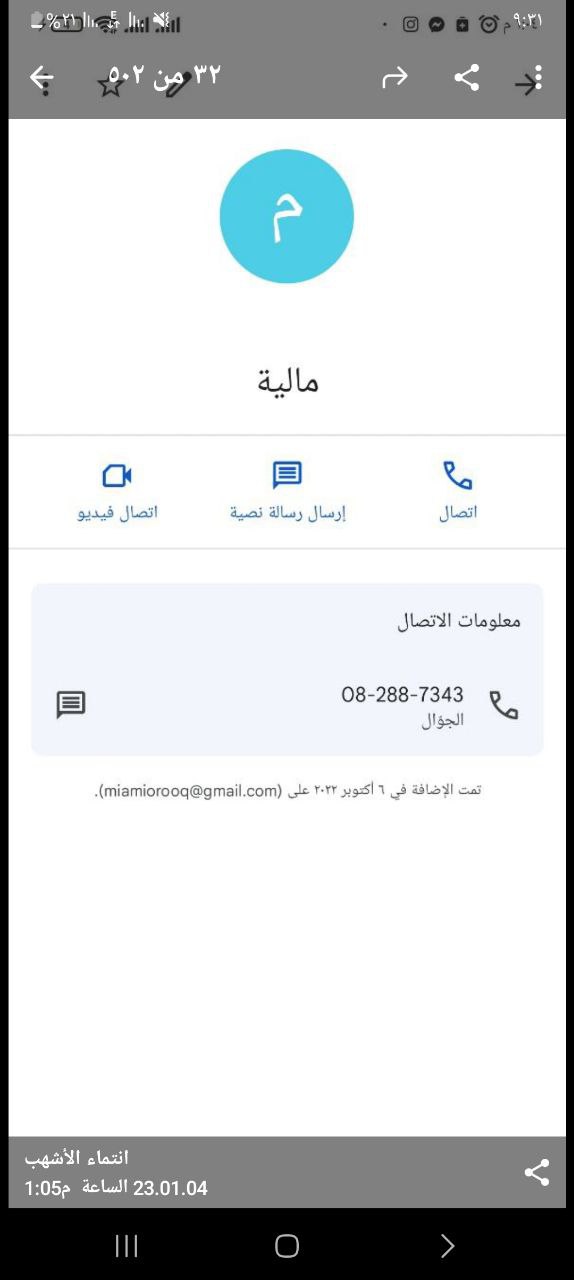 ٩:٣١ م
٪٢١
٣٢ من ٥٠٢
م
مالية
اتصال
إرسال رسالة نصية
اتصال فيديو
معلومات الاتصال
08-288-7343
الجوّال
تمت الإضافة في ٦ أكتوبر ٢٠٢٢ على (miamiorooq@gmail.com).
انتماء الأشهب
23.01.04 الساعة 1:05م